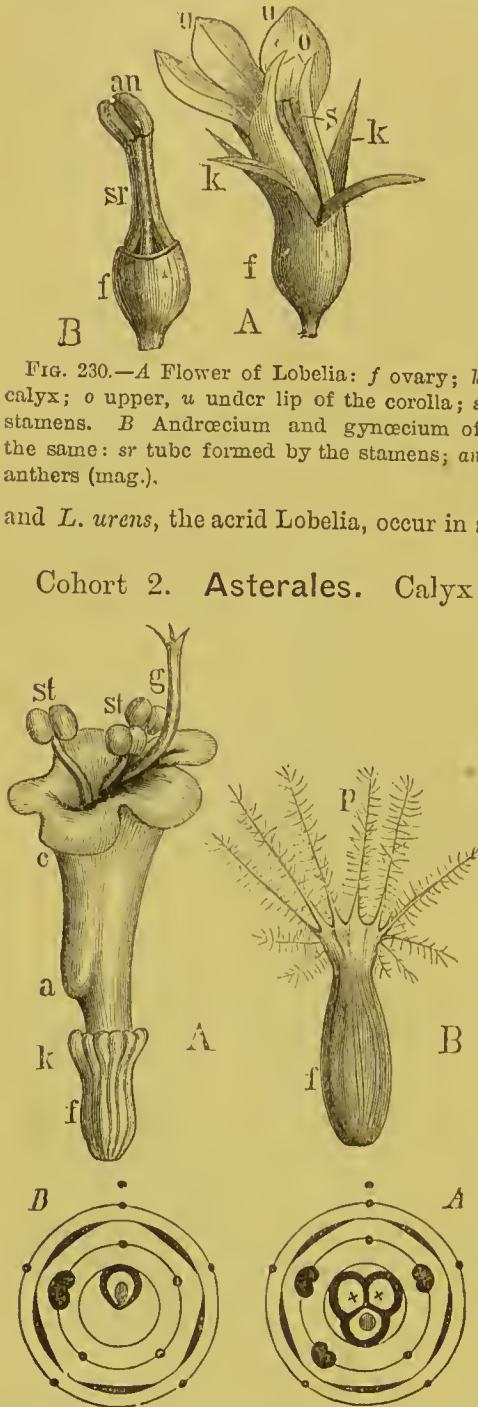 u u
an o
s
k
k
sr
f f
B A
FIG. 230.—A Flower of Lobelia: f ovary; k
calyx; o upper, u under lip of the corolla; s
stamens. B Andrœcium and gynœcium of
the same: sr tube formed by the stamens; an
anthers (mag.).
and L. urens, the acrid Lobelia, occur in
Cohort 2. Asterales. Calyx
st st g
p
c
a
A
k B
f f
B A